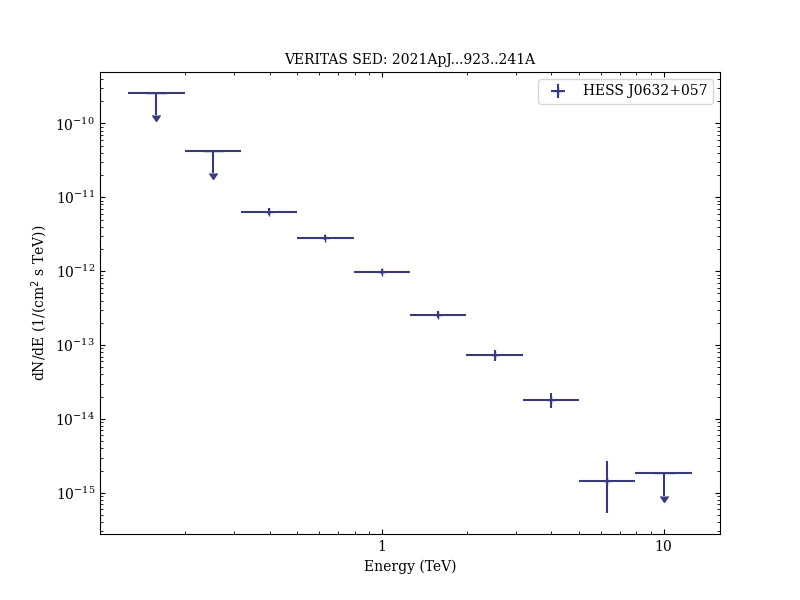 VERITAS SED: 2021ApJ...923..241A
HESS J0632+057
10⁻¹⁰
10⁻¹¹
10⁻¹²
10⁻¹³
10⁻¹⁴
10⁻¹⁵
dN/dE (1/(cm² s TeV))
1
10
Energy (TeV)